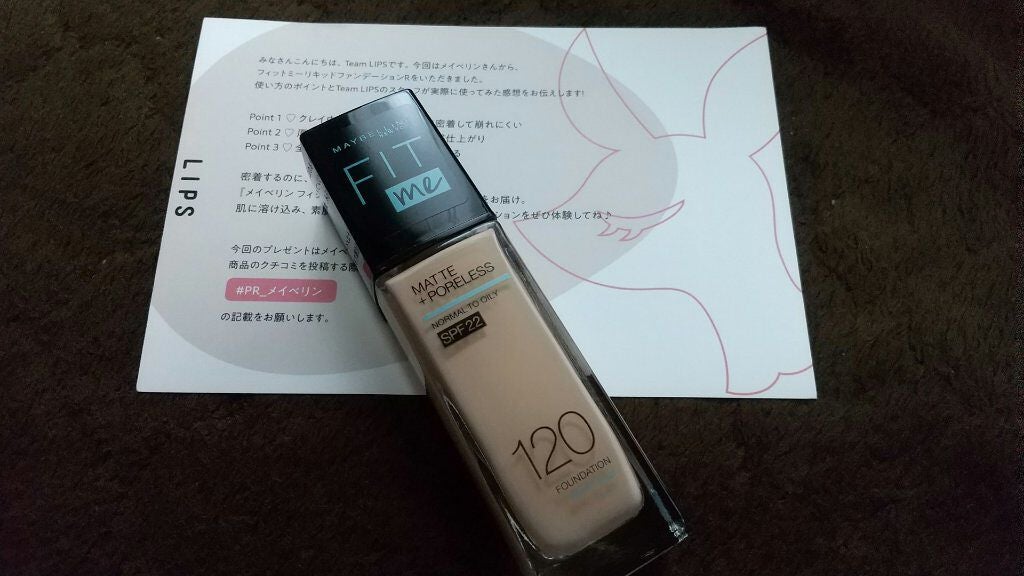 みなさんこんにちは、Team LIPSです。今回はメイベリンさんから、
フィットミーリキッドファンデーションRをいただきました。
使い方のポイントとTeam LIPSのスタッフが実際に使ってみた感想をお伝えします!
Point 1 ♡ クレイ 密着して崩れにくい
Point 2 ♡ 仕上がり
Point 3 ♡ 全 る
密着するのに、
『メイベリン フィッ をお届け。
肌に溶け込み、素肌 ションをぜひ体験してね♪
今回のプレゼントはメイベ
商品のクチコミを投稿する際
#PR_メイベリン
の記載をお願いします。
LIPS
MAYBELLINE
FIT
me
MATTE
+ PORELESS
NORMAL TO OILY
SPF 22
120
FOUNDATION